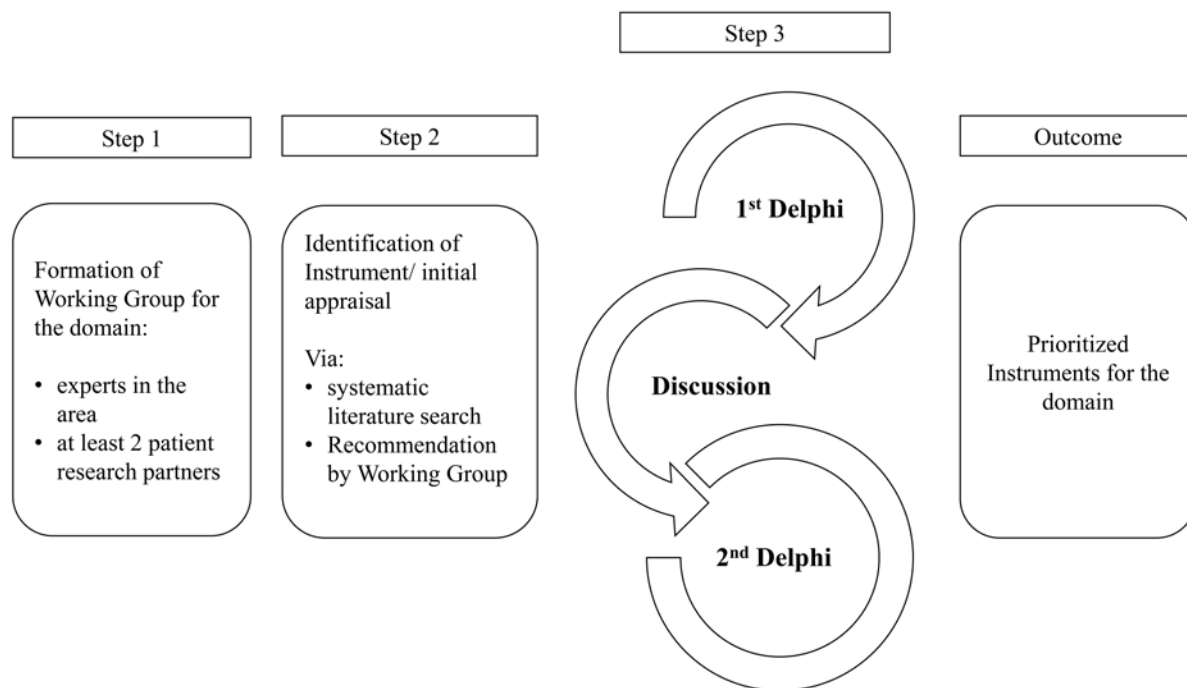 Step 1
Formation of
Working Group for
the domain:
• experts in the
area
• at least 2 patient
research partners
Step 2
Identification of
Instrument/ initial
appraisal
Via:
• systematic
literature search
• Recommendation
by Working Group
Step 3
1st Delphi
Discussion
2nd Delphi
Outcome
Prioritized
Instruments for the
domain